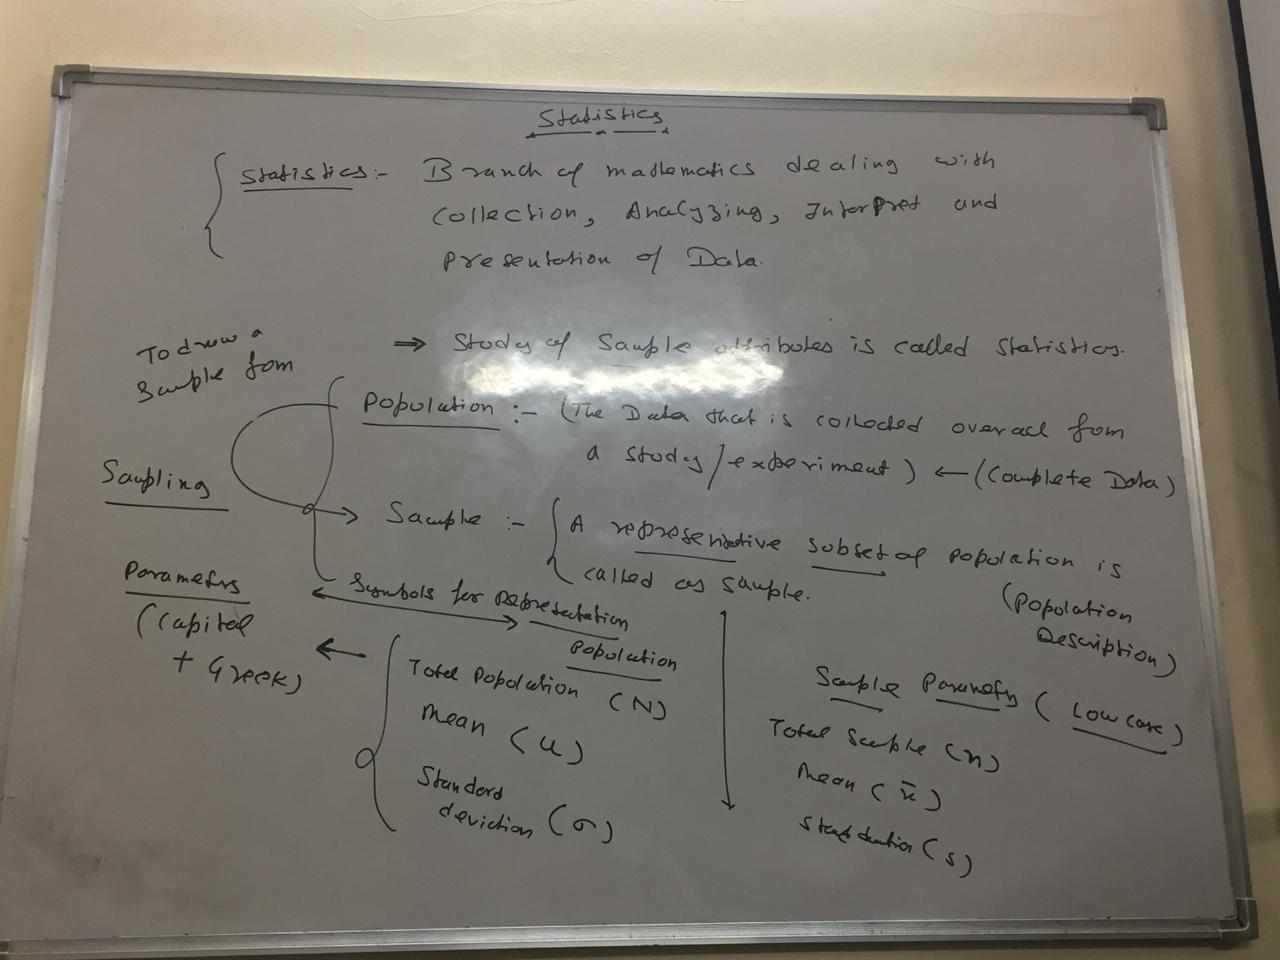 Statistics
Statistics:- Branch of mathematics dealing with
collection, Analyzing, Interpret and
presentation of Data.
To draw a
Sample from
⇒ Study of Sample attributes is called Statistics.
Population :- (The Data that is collected overall from
a study/experiment) ← (Complete Data)
Sampling
Sample :- A representative subset of population is
called as sample.
(Population
Description)
Symbols for representation
Parameters
(Capital
+ Greek)
Population
Total Population (N)
Mean (u)
Standard
deviation (σ)
Sample Parameters (Low case)
Total Sample (n)
Mean (x̄)
(s)